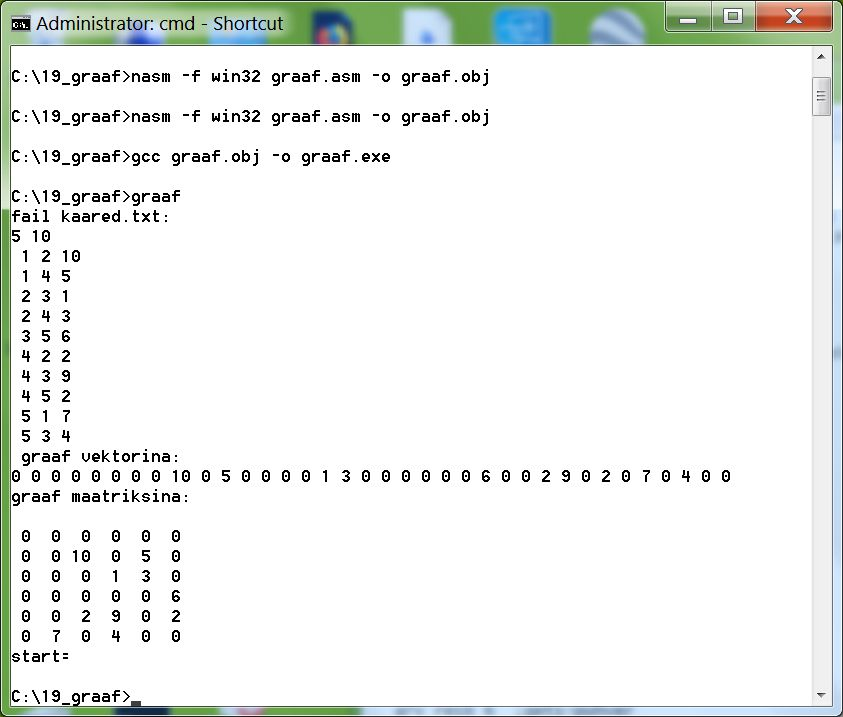 Administrator: cmd - Shortcut
C:\19_graaf>nasm -f win32 graaf.asm -o graaf.obj
C:\19_graaf>nasm -f win32 graaf.asm -o graaf.obj
C:\19_graaf>gcc graaf.obj -o graaf.exe
C:\19_graaf>graaf
fail kaared.txt:
5 10
1 2 10
1 4 5
2 3 1
2 4 3
3 5 6
4 2 2
4 3 9
4 5 2
5 1 7
5 3 4
graaf vektorina:
0 0 0 0 0 0 0 0 10 0 5 0 0 0 0 1 3 0 0 0 0 0 0 6 0 0 2 9 0 2 0 7 0 4 0 0
graaf maatriksina:
0 0 0 0 0 0
0 0 10 0 5 0
0 0 0 1 3 0
0 0 0 0 0 6
0 0 2 9 0 2
0 7 0 4 0 0
start=
C:\19_graaf>_